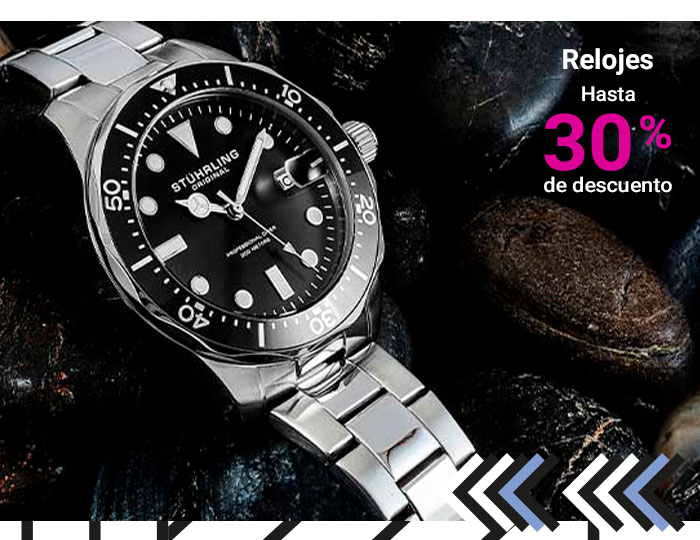 Relojes
Hasta
30%
de descuento
10
20
30
40
50
STÜHRLING
ORIGINAL
PROFESSIONAL DIVER
200 METERS